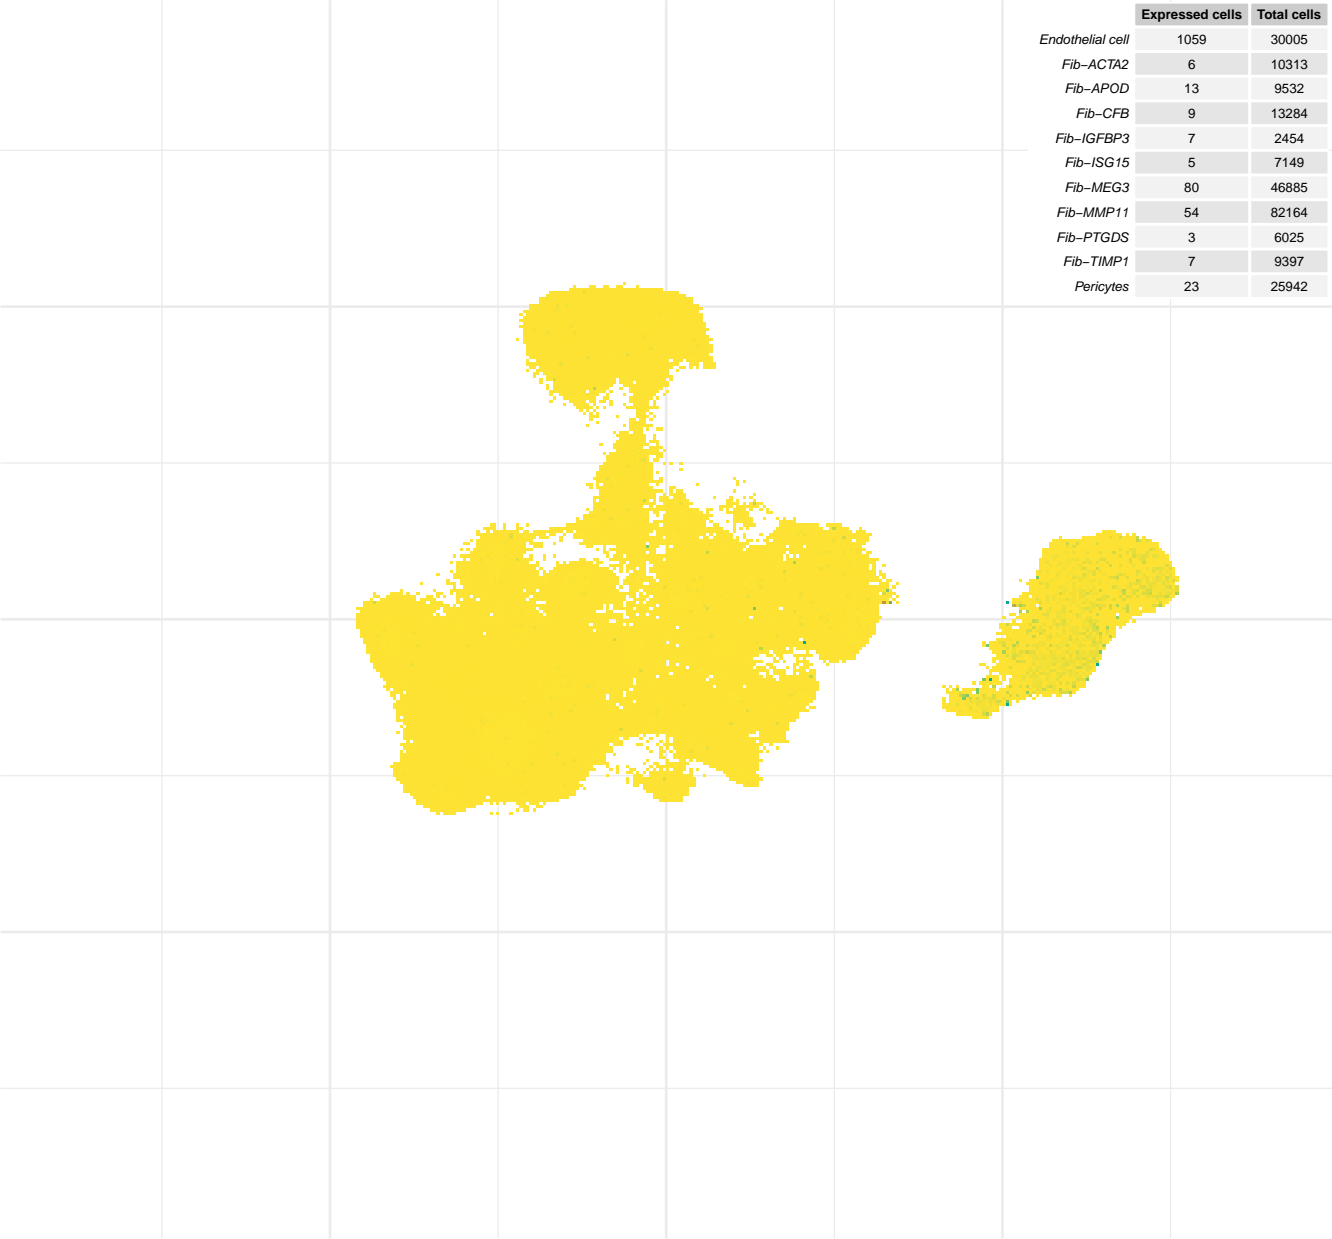 Expressed cells Total cells
Endothelial cell 1059 30005
Fib−ACTA2 6 10313
Fib−APOD 13 9532
Fib−CFB 9 13284
Fib−IGFBP3 7 2454
Fib−ISG15 5 7149
Fib−MEG3 80 46885
Fib−MMP11 54 82164
Fib−PTGDS 3 6025
Fib−TIMP1 7 9397
Pericytes 23 25942